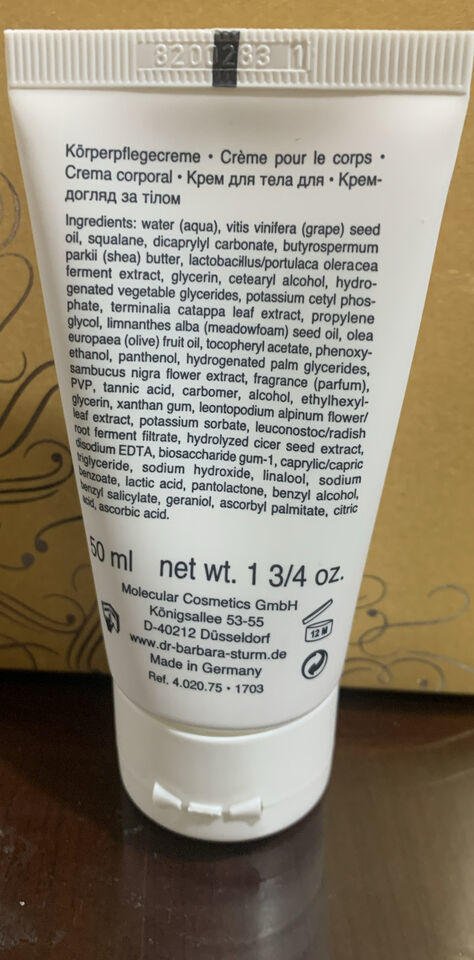 8200283 1
Körperpflegecreme • Crème pour le corps •
Crema corporal • Крем для тела для • Крем-
догляд за тілом
Ingredients: water (aqua), vitis vinifera (grape) seed
oil, squalane, dicaprylyl carbonate, butyrospermum
parkii (shea) butter, lactobacillus/portulaca oleracea
ferment extract, glycerin, cetearyl alcohol, hydro-
genated vegetable glycerides, potassium cetyl phos-
phate, terminalia catappa leaf extract, propylene
glycol, limnanthes alba (meadowfoam) seed oil, olea
europaea (olive) fruit oil, tocopheryl acetate, phenoxy-
ethanol, panthenol, hydrogenated palm glycerides,
sambucus nigra flower extract, fragrance (parfum),
PVP, tannic acid, carbomer, alcohol, ethylhexyl-
glycerin, xanthan gum, leontopodium alpinum flower/
leaf extract, potassium sorbate, leuconostoc/radish
root ferment filtrate, hydrolyzed cicer seed extract,
disodium EDTA, biosaccharide gum-1, caprylic/capric
triglyceride, sodium hydroxide, linalool, sodium
benzoate, lactic acid, pantolactone, benzyl alcohol,
benzyl salicylate, geraniol, ascorbyl palmitate, citric
acid, ascorbic acid.
50 ml net wt. 1 3/4 oz.
Molecular Cosmetics GmbH
Königsallee 53-55
D-40212 Düsseldorf
12 M
www.dr-barbara-sturm.de
Made in Germany
Ref. 4.020.75 • 1703